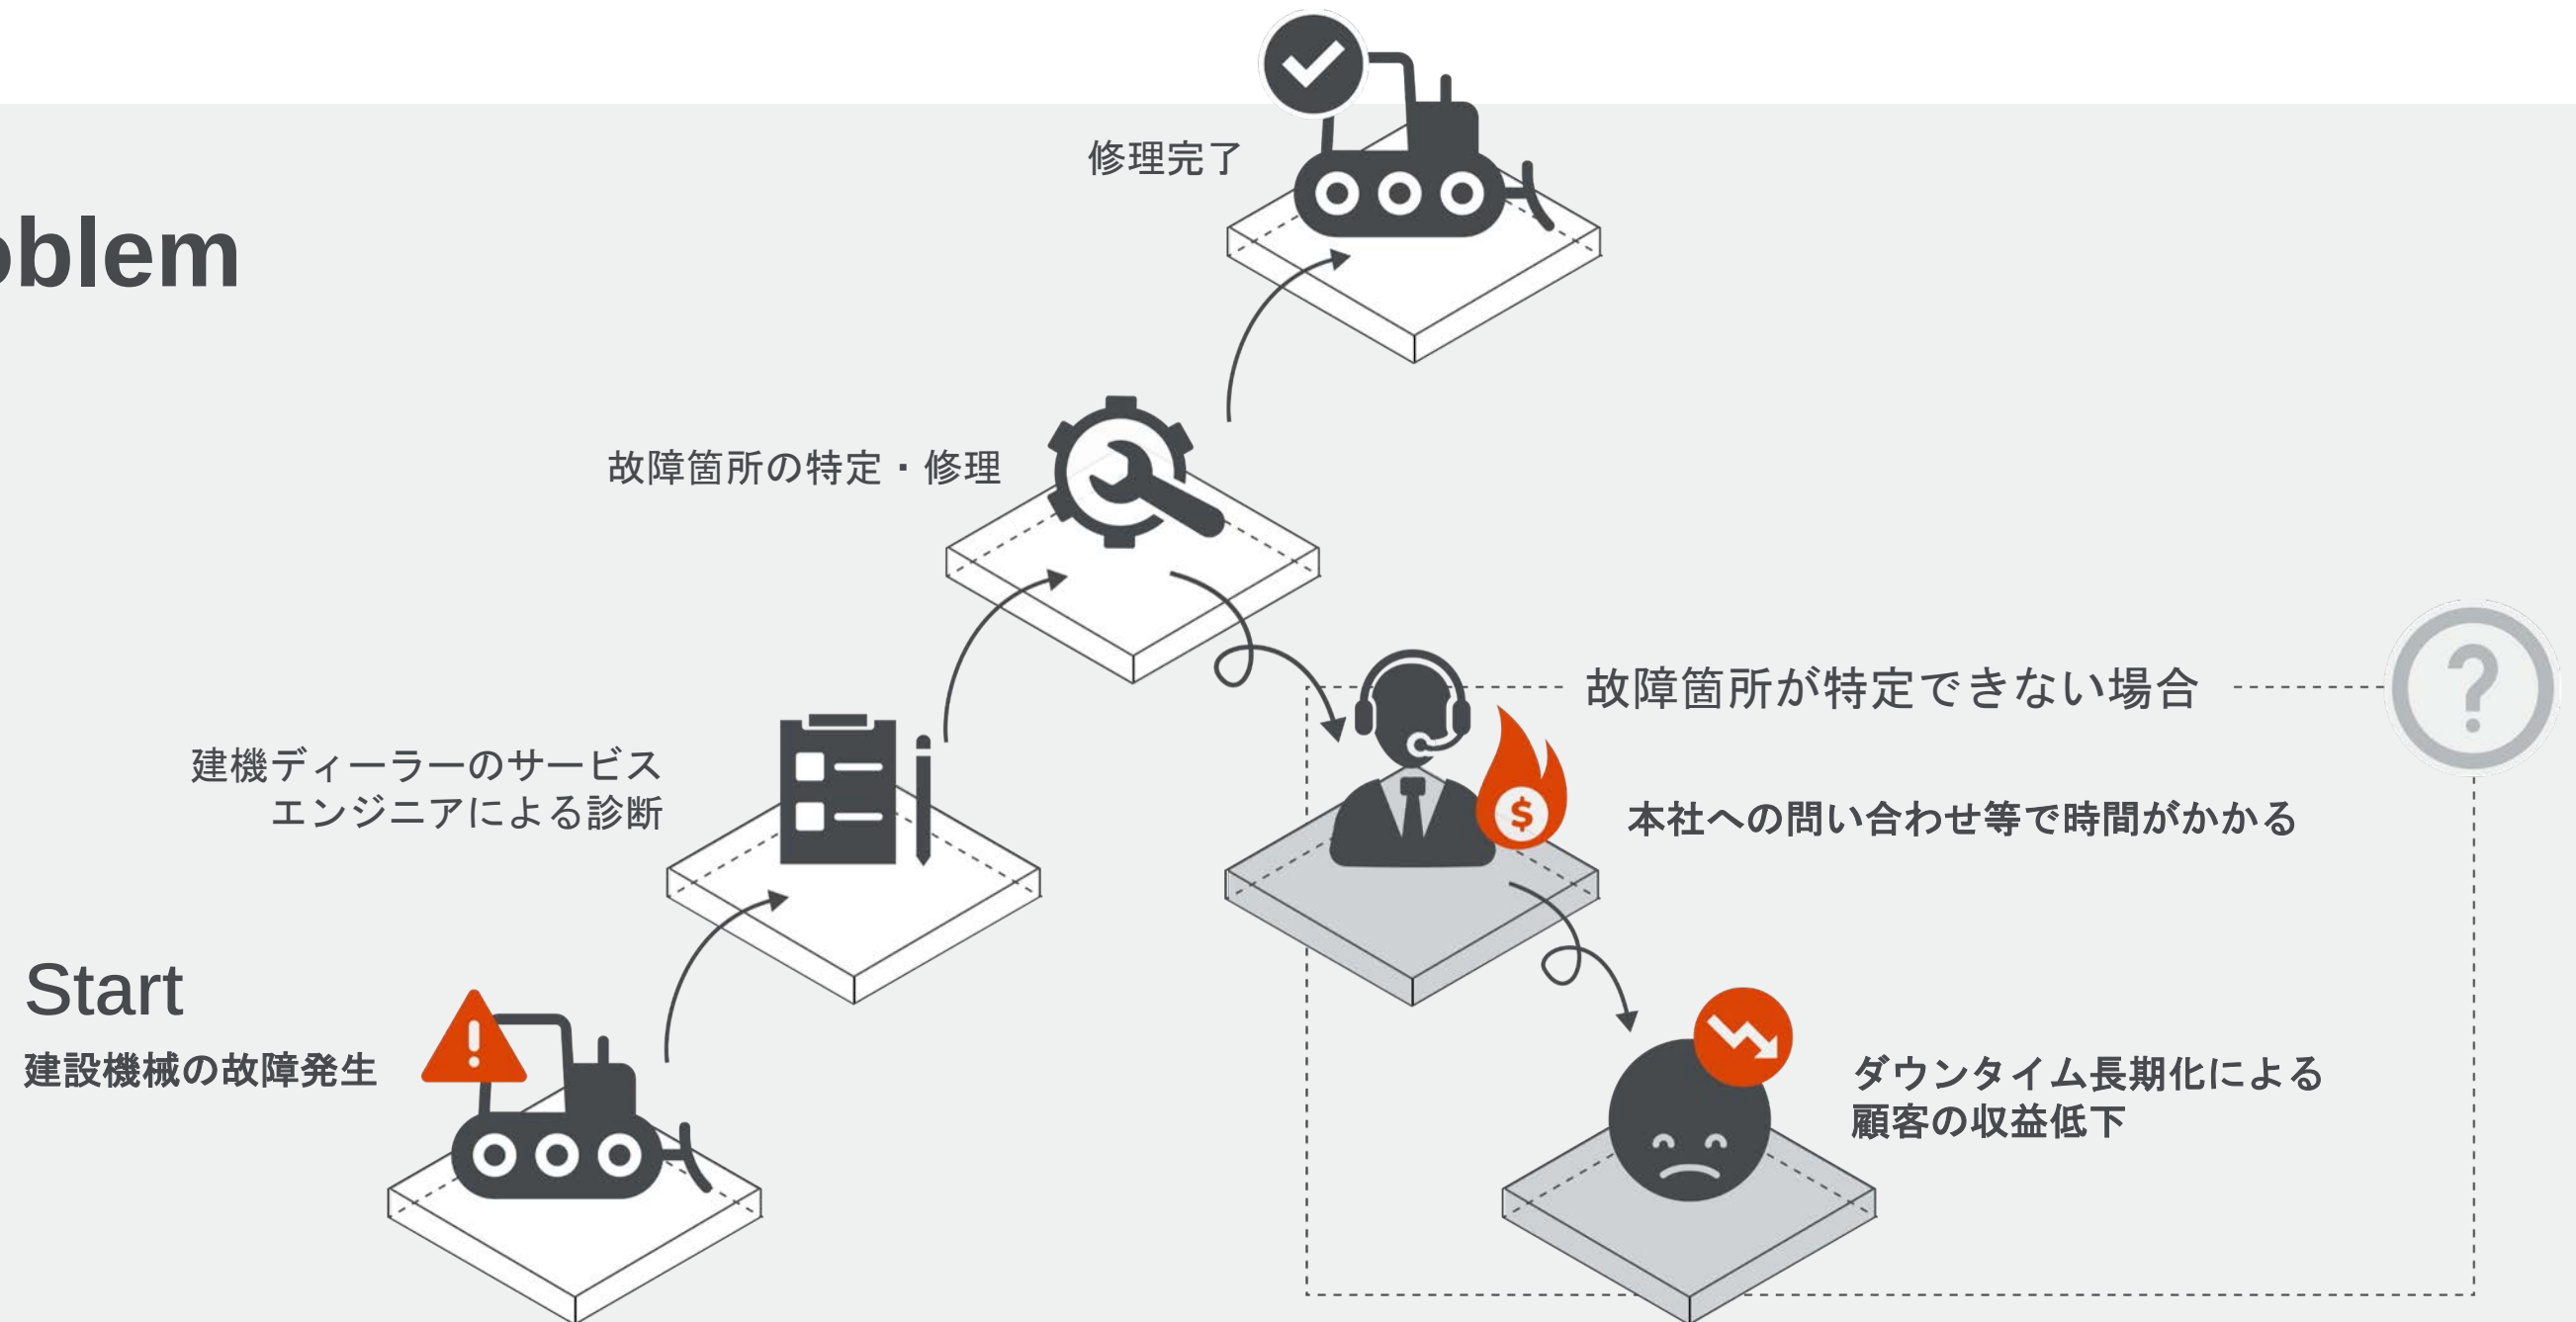 修理完了
oblem
故障箇所の特定・修理
故障箇所が特定できない場合
?
建機ディーラーのサービス
エンジニアによる診断
$
本社への問い合わせ等で時間がかかる
Start
建設機械の故障発生
!
ダウンタイム長期化による
顧客の収益低下